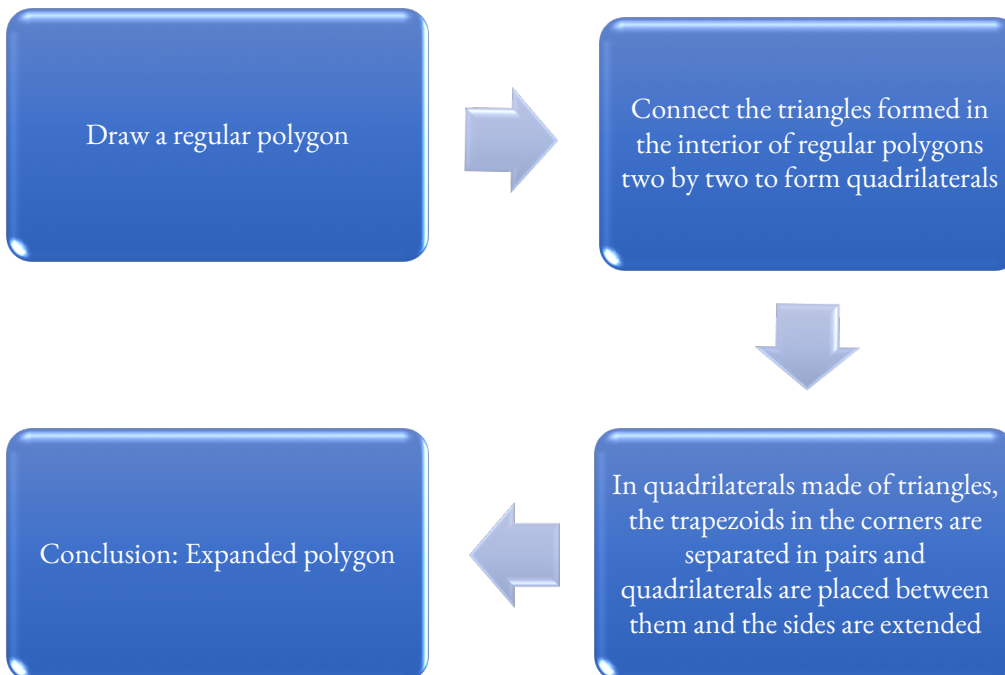 Draw a regular polygon
Connect the triangles formed in
the interior of regular polygons
two by two to form quadrilaterals
In quadrilaterals made of triangles,
the trapezoids in the corners are
separated in pairs and
quadrilaterals are placed between
them and the sides are extended
Conclusion: Expanded polygon